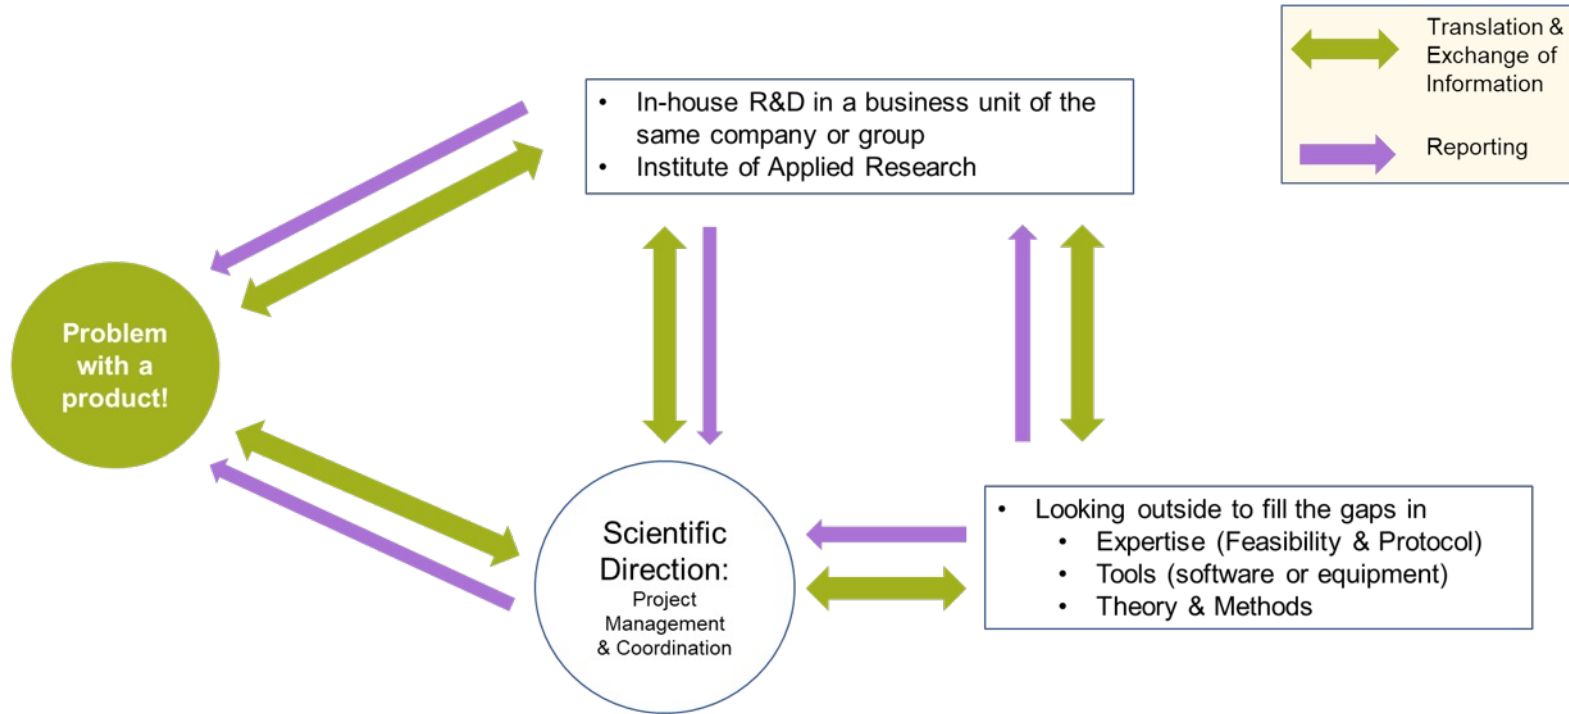 Translation &
Exchange of
Information
Reporting
• In-house R&D in a business unit of the
same company or group
• Institute of Applied Research
Problem
with a
product!
Scientific
Direction:
Project
Management
& Coordination
• Looking outside to fill the gaps in
• Expertise (Feasibility & Protocol)
• Tools (software or equipment)
• Theory & Methods